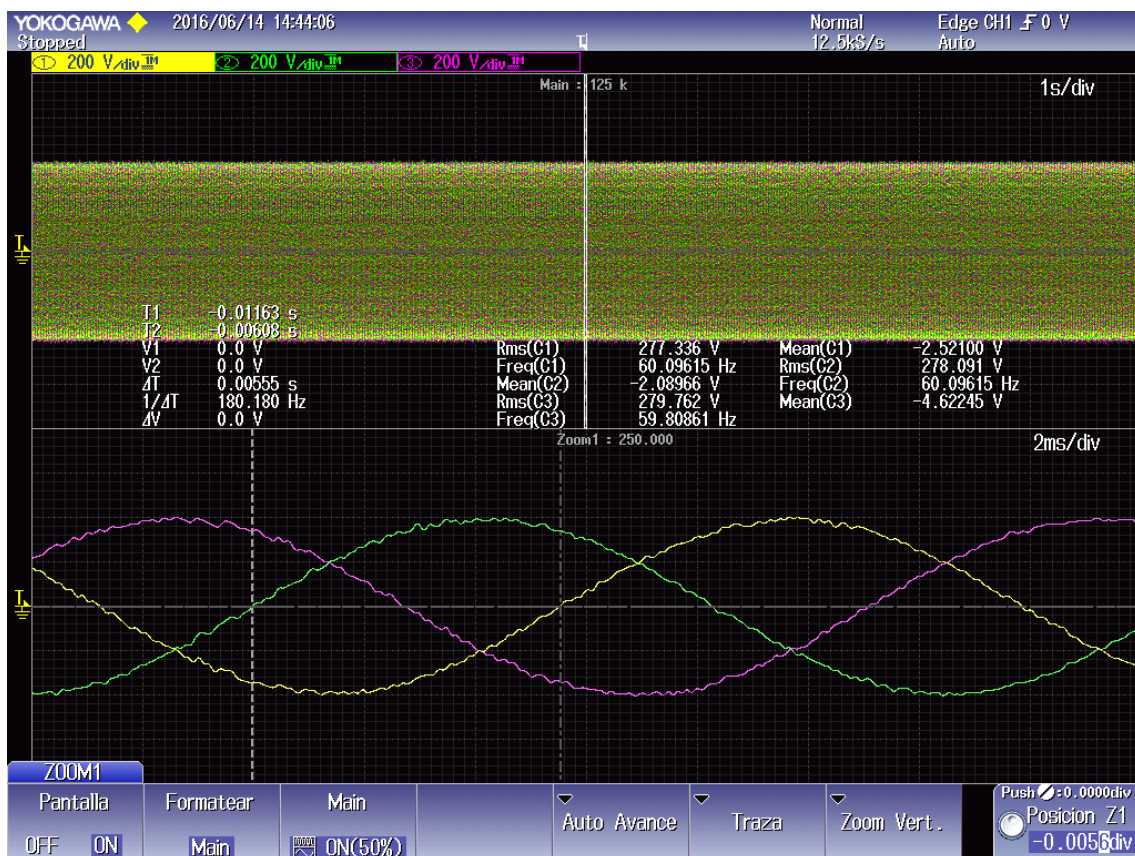 YOKOGAWA 2016/06/14 14:44:06 Normal Edge CH1 0 V
Stopped 12.5kS/s Auto
1 200 V/div 1M 2 200 V/div 1M 3 200 V/div 1M
Main : 125 k 1s/div
T1 -0.01163 s
T2 -0.00608 s
V1 0.0 V Rms(C1) 277.336 V Mean(C1) -2.52100 V
V2 0.0 V Freq(C1) 60.09615 Hz Rms(C2) 278.091 V
ΔT 0.00555 s Mean(C2) -2.08966 V Freq(C2) 60.09615 Hz
1/ΔT 180.180 Hz Rms(C3) 279.762 V Mean(C3) -4.62245 V
ΔV 0.0 V Freq(C3) 59.80861 Hz
Zoom1 : 250.000 2ms/div
ZOOM1
Pantalla Formatear Main Auto Avance Traza Zoom Vert. Push :0.0000div
Posicion Z1
OFF ON Main ON(50%) -0.0056div